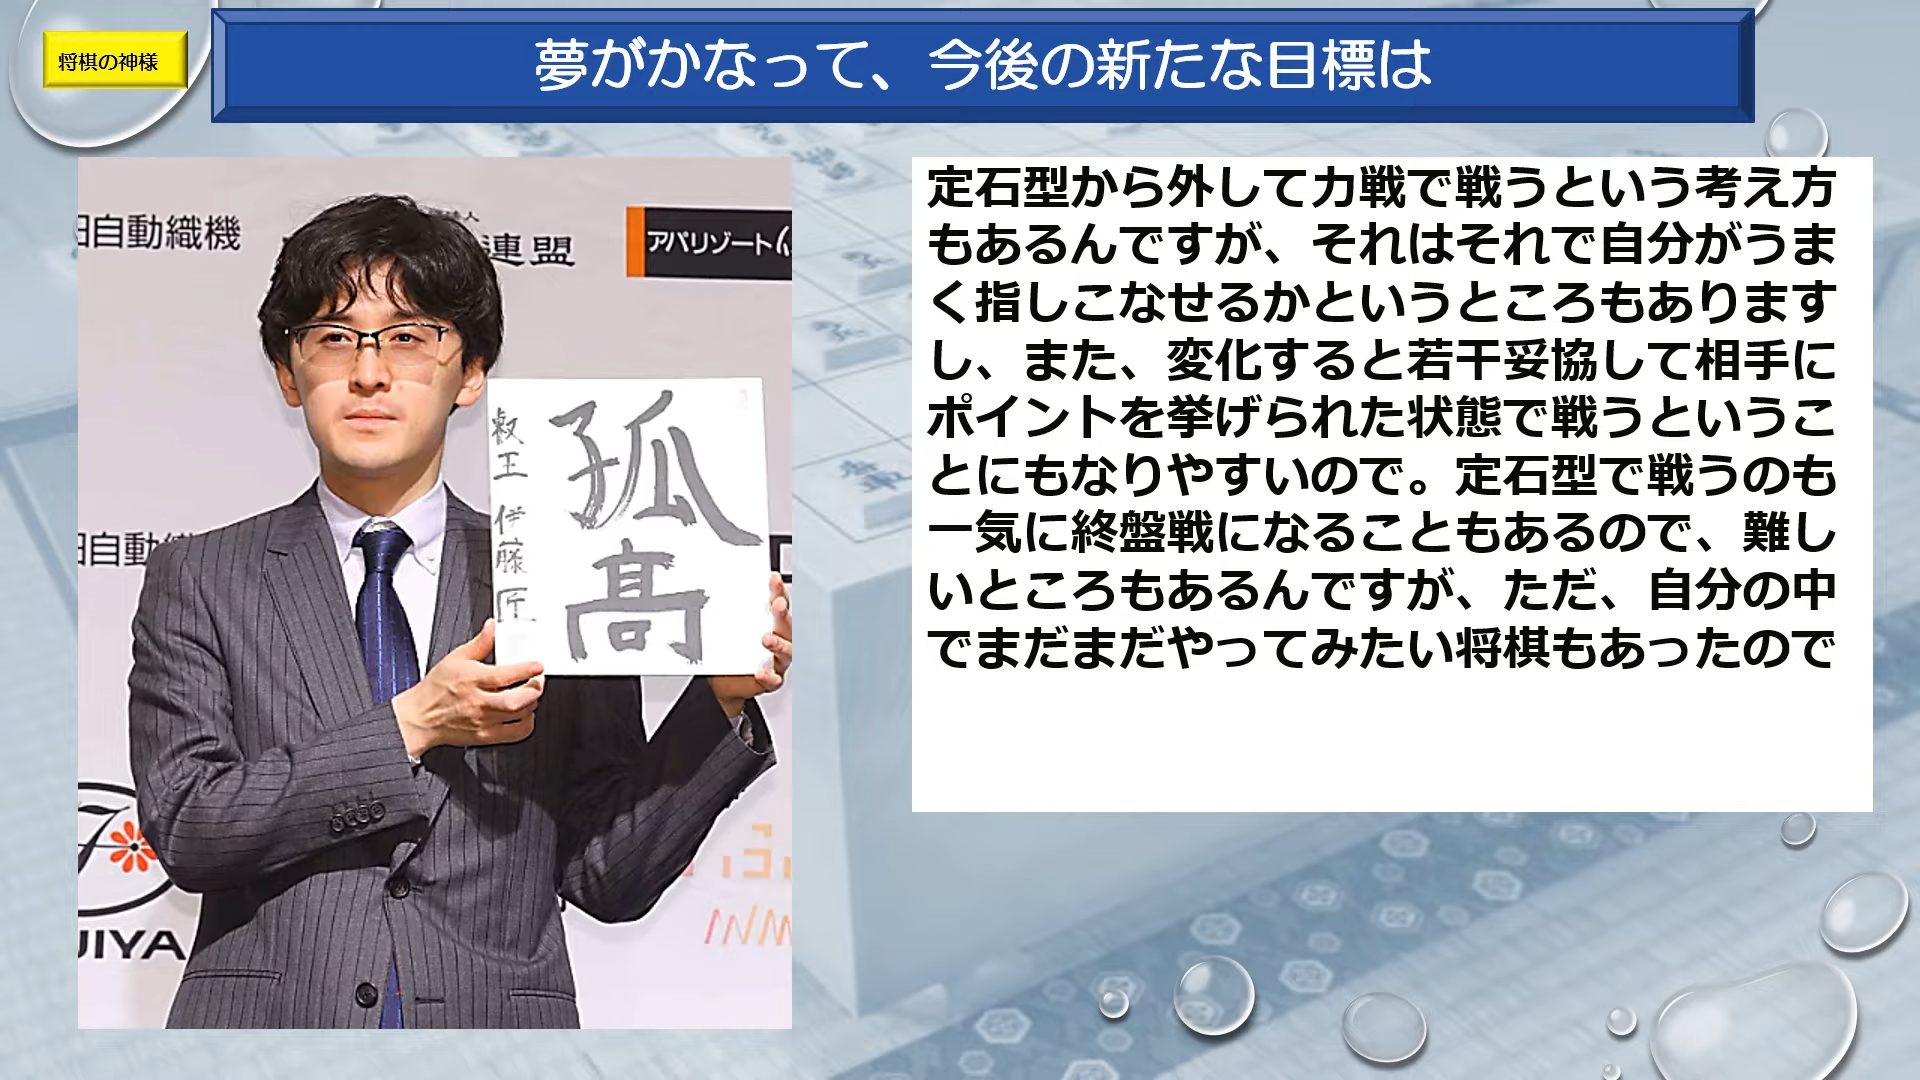 将棋の神様
夢がかなって、今後の新たな目標は
自動織機
連盟
アパリゾート
叡王 伊藤匠
孤高
自動
JIYA
定石型から外して力戦で戦うという考え方
もあるんですが、それはそれで自分がうま
く指しこなせるかというところもあります
し、また、変化すると若干妥協して相手に
ポイントを挙げられた状態で戦うというこ
とにもなりやすいので。定石型で戦うのも
一気に終盤戦になることもあるので、難し
いところもあるんですが、ただ、自分の中
でまだまだやってみたい将棋もあったので